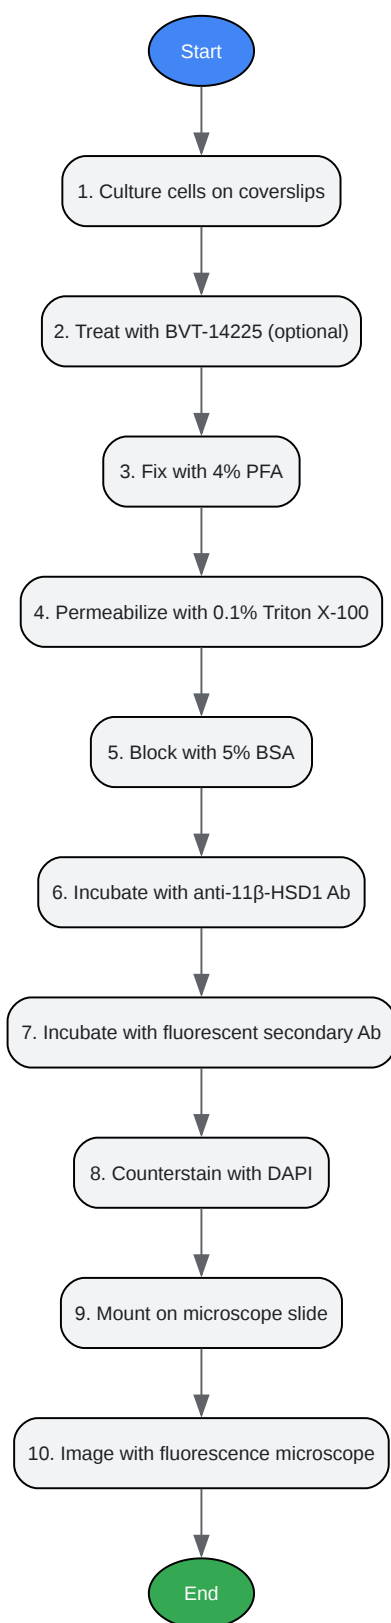 Start
1. Culture cells on coverslips
2. Treat with BVT-14225 (optional)
3. Fix with 4% PFA
4. Permeabilize with 0.1% Triton X-100
5. Block with 5% BSA
6. Incubate with anti-11β-HSD1 Ab
7. Incubate with fluorescent secondary Ab
8. Counterstain with DAPI
9. Mount on microscope slide
10. Image with fluorescence microscope
End